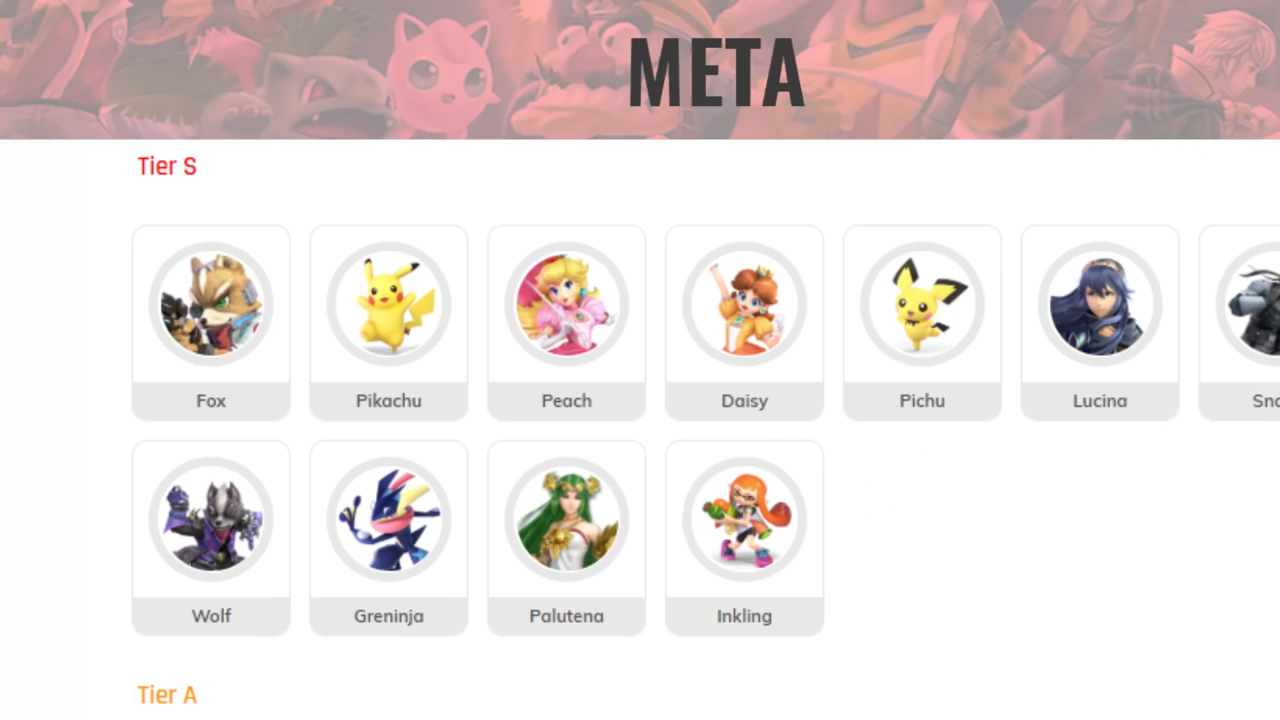 META
Tier S
Fox Pikachu Peach Daisy Pichu Lucina
Wolf Greninja Palutena Inkling
Tier A